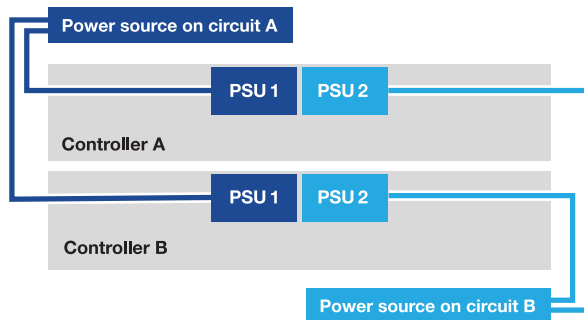 Power source on circuit A
PSU 1
PSU 2
Controller A
PSU 1
PSU 2
Controller B
Power source on circuit B